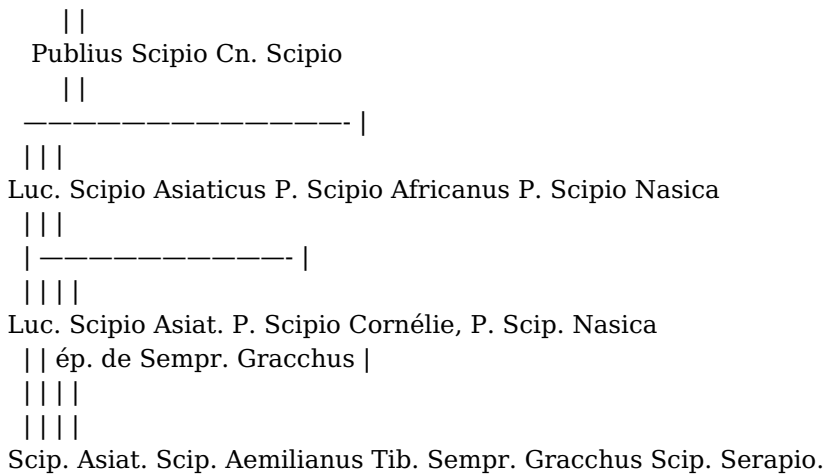 | |
Publius Scipio Cn. Scipio
| |
—————————————- |
| | |
Luc. Scipio Asiaticus P. Scipio Africanus P. Scipio Nasica
| | |
| ——————————- |
| | | |
Luc. Scipio Asiat. P. Scipio Cornélie, P. Scip. Nasica
| | ép. de Sempr. Gracchus |
| | | |
| | | |
Scip. Asiat. Scip. Aemilianus Tib. Sempr. Gracchus Scip. Serapio.